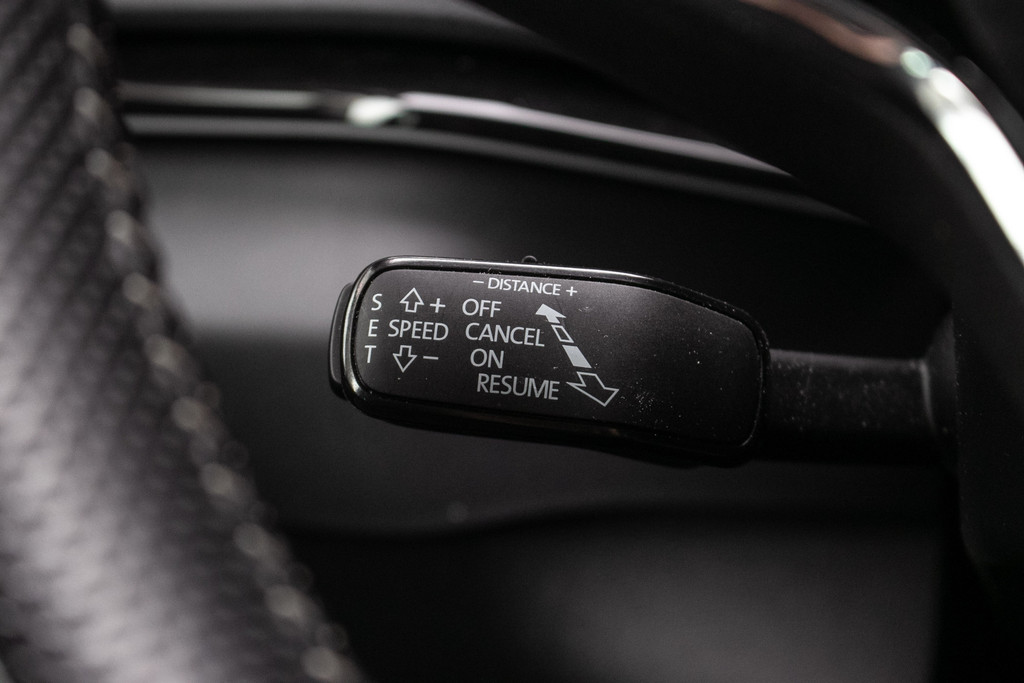 - DISTANCE +
S + OFF
E SPEED CANCEL
T - ON
RESUME